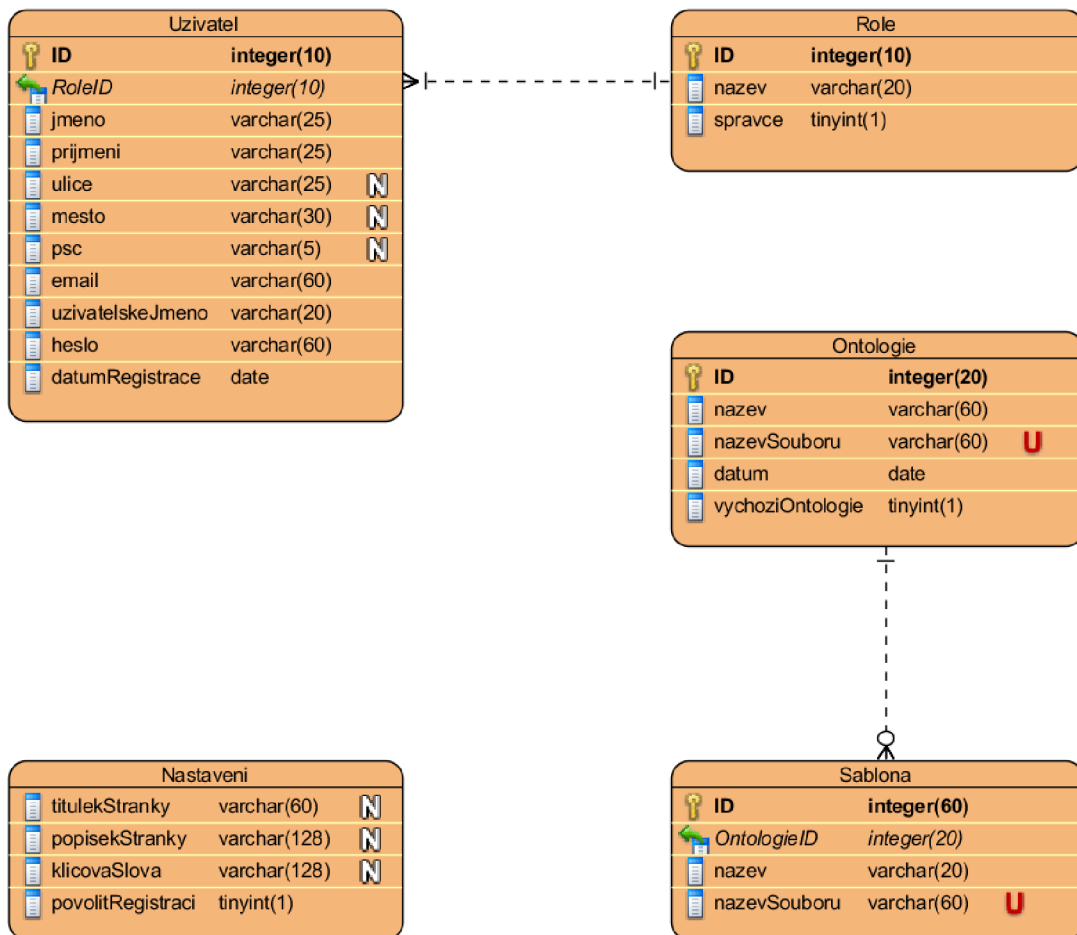 Uzivatel
ID integer(10)
RoleID integer(10)
jmeno varchar(25)
prijmeni varchar(25)
ulice varchar(25) N
mesto varchar(30) N
psc varchar(5) N
email varchar(60)
uzivatelskeJmeno varchar(20)
heslo varchar(60)
datumRegistrace date
Role
ID integer(10)
nazev varchar(20)
spravce tinyint(1)
Ontologie
ID integer(20)
nazev varchar(60)
nazevSouboru varchar(60) U
datum date
vychoziOntologie tinyint(1)
Nastaveni
titulekStranky varchar(60) N
popisekStranky varchar(128) N
klicovaSlova varchar(128) N
povolitRegistraci tinyint(1)
Sablona
ID integer(60)
OntologieID integer(20)
nazev varchar(20)
nazevSouboru varchar(60) U